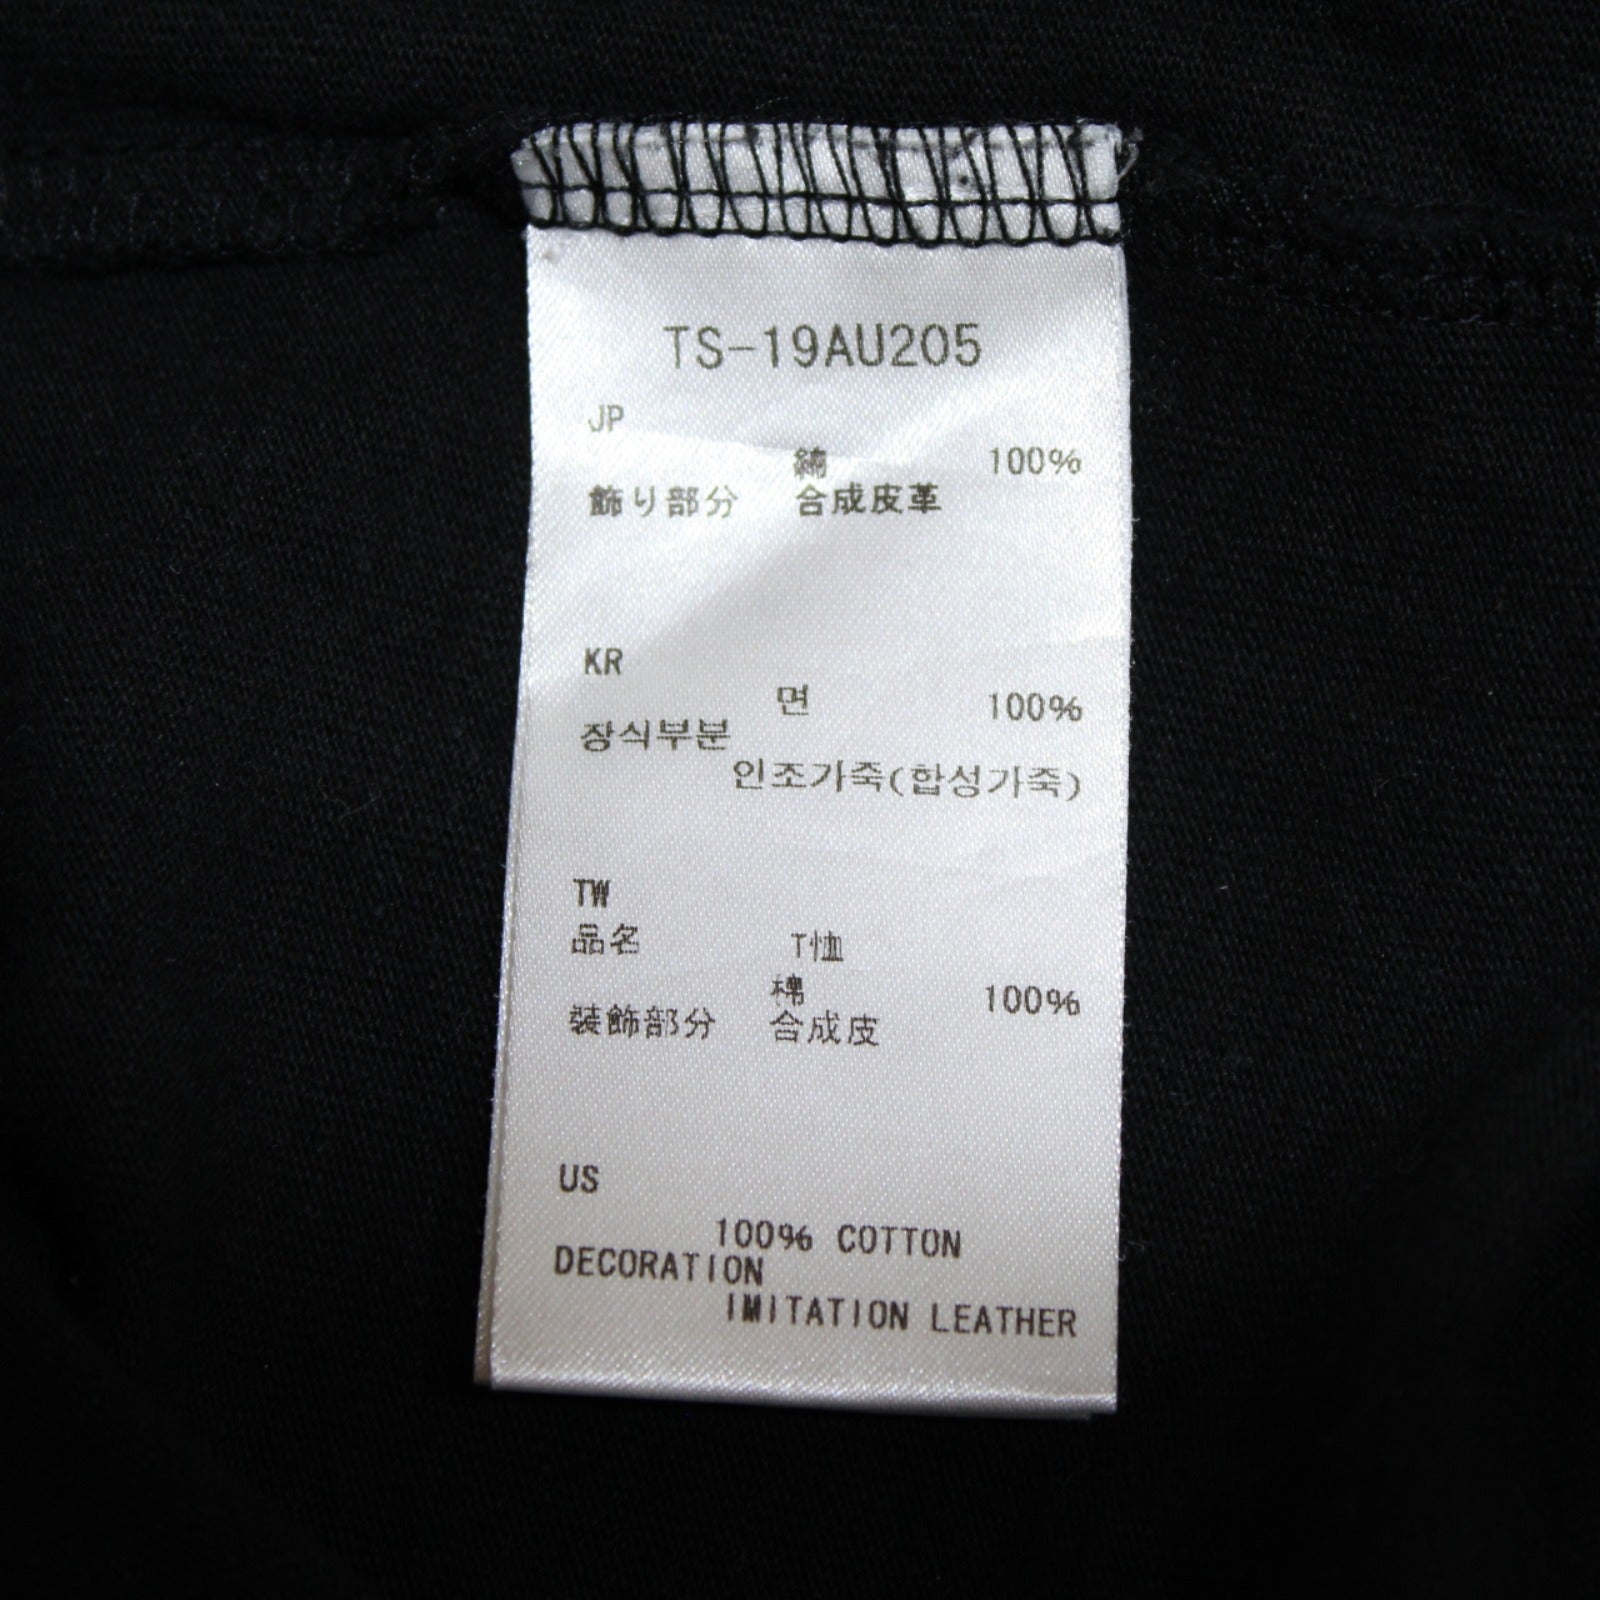 TS-19AU205
JP
綿 100%
飾り部分 合成皮革
KR
면 100%
장식부분
인조가죽(합성가죽)
TW
品名 T恤
棉 100%
装飾部分 合成皮
US
100% COTTON
DECORATION
IMITATION LEATHER